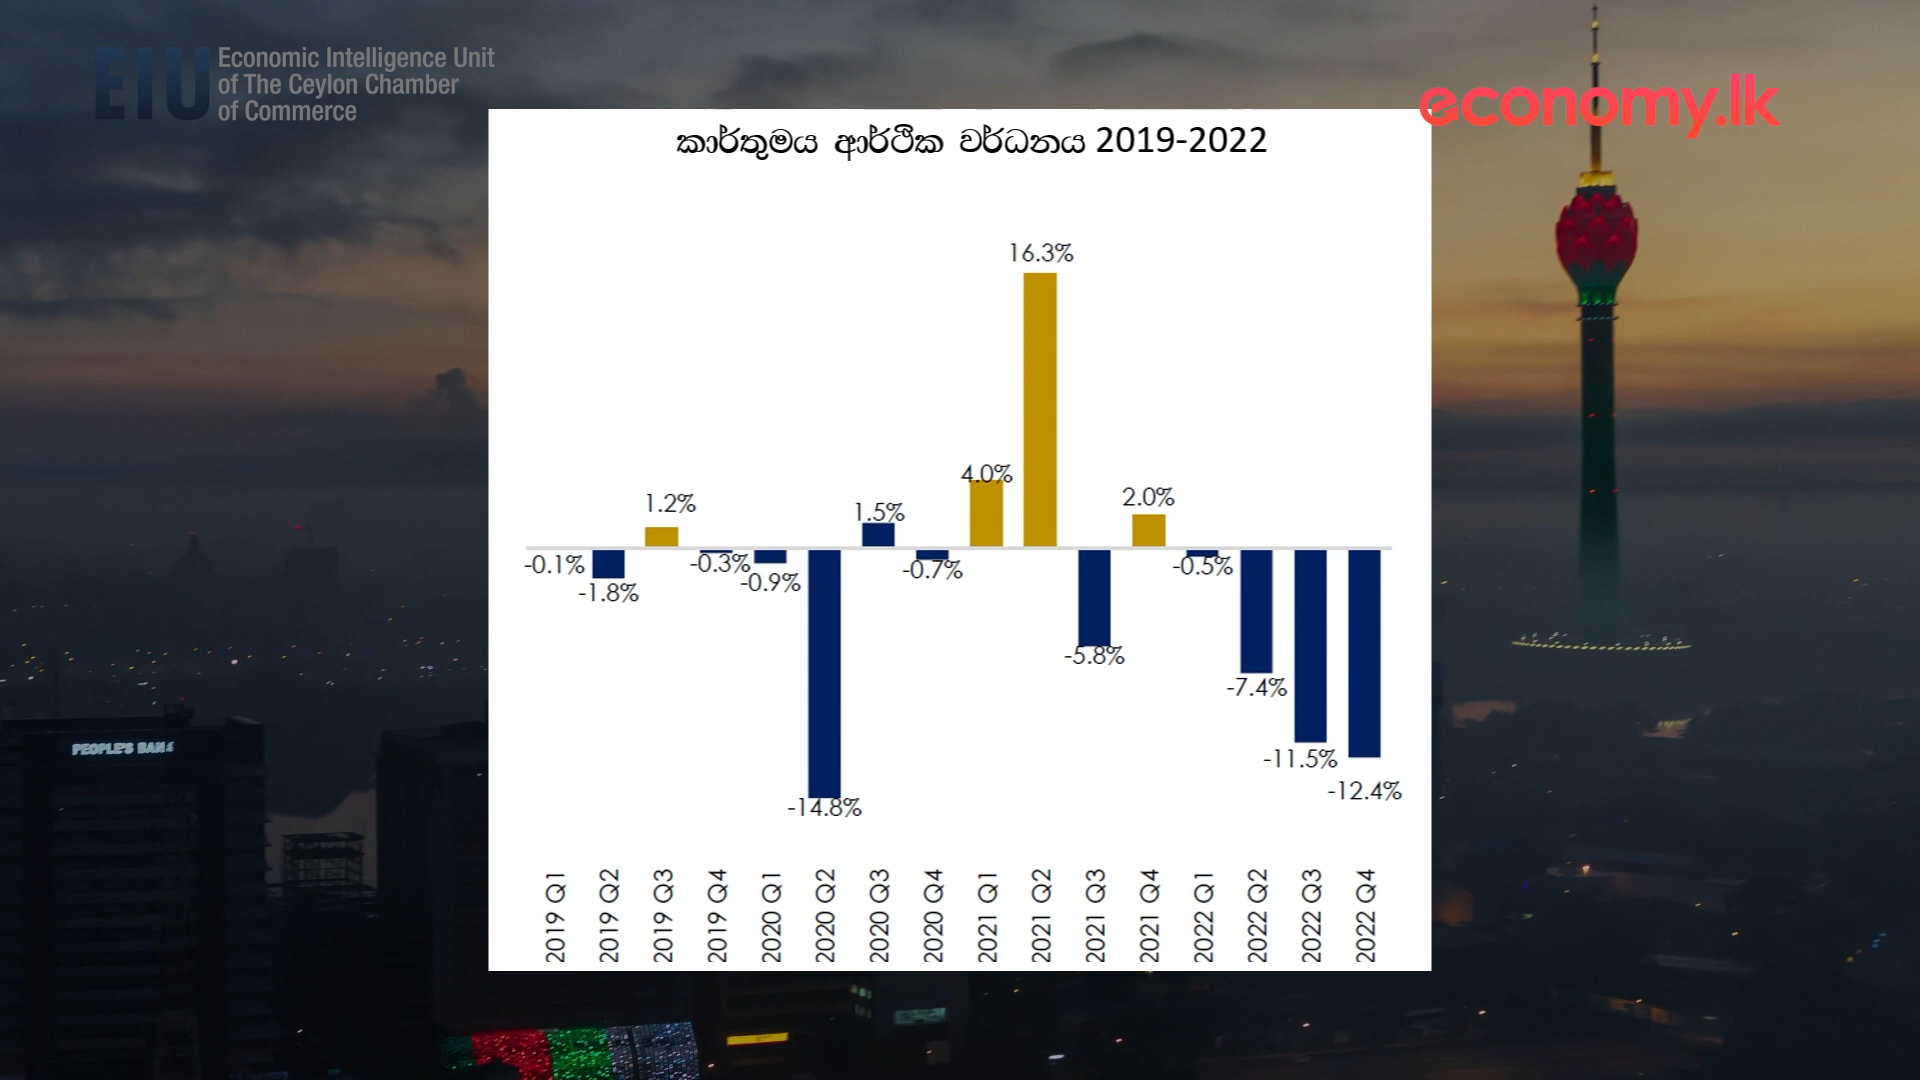 EIU
Economic Intelligence Unit
of The Ceylon Chamber
of Commerce
economy.lk
කාර්තුමය ආර්ථික වර්ධනය 2019-2022
16.3%
4.0%
2.0%
1.2%
1.5%
-0.1%
-1.8%
-0.3%
-0.9%
-14.8%
-0.7%
-5.8%
-0.5%
-7.4%
-11.5%
-12.4%
2019 Q1
2019 Q2
2019 Q3
2019 Q4
2020 Q1
2020 Q2
2020 Q3
2020 Q4
2021 Q1
2021 Q2
2021 Q3
2021 Q4
2022 Q1
2022 Q2
2022 Q3
2022 Q4
PEOPLE'S BANK